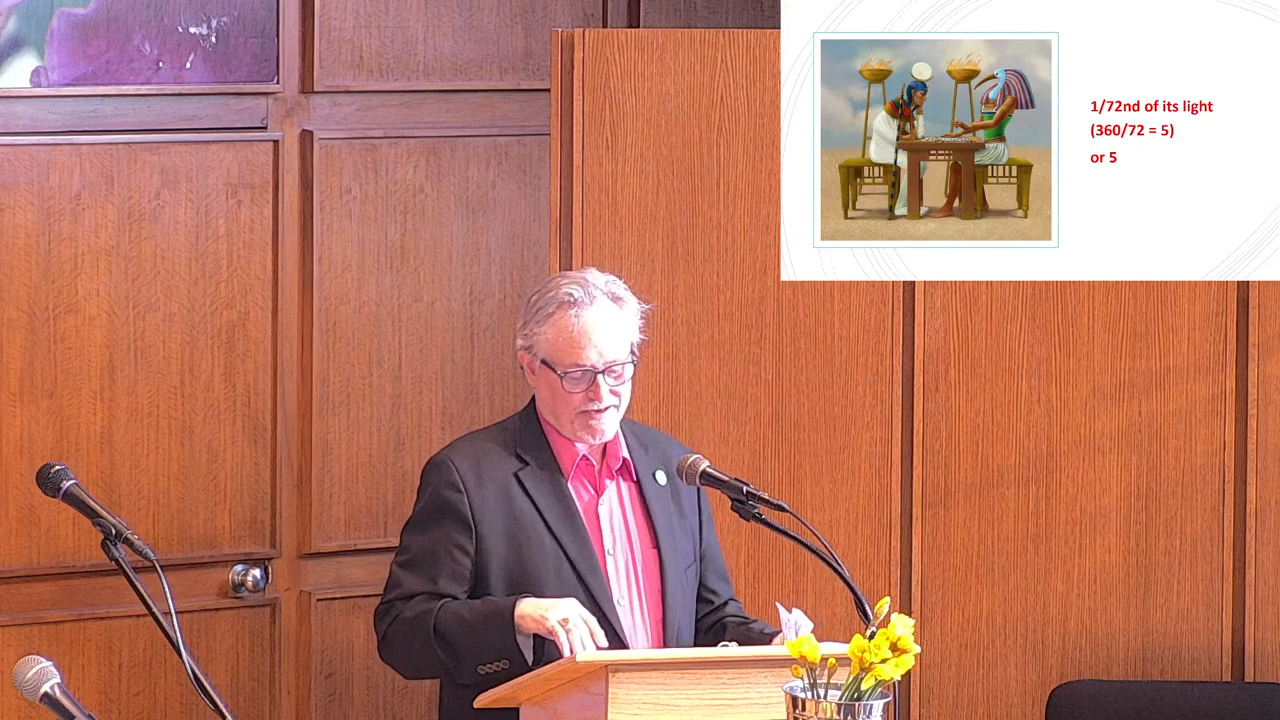 1/72nd of its light
(360/72 = 5)
or 5